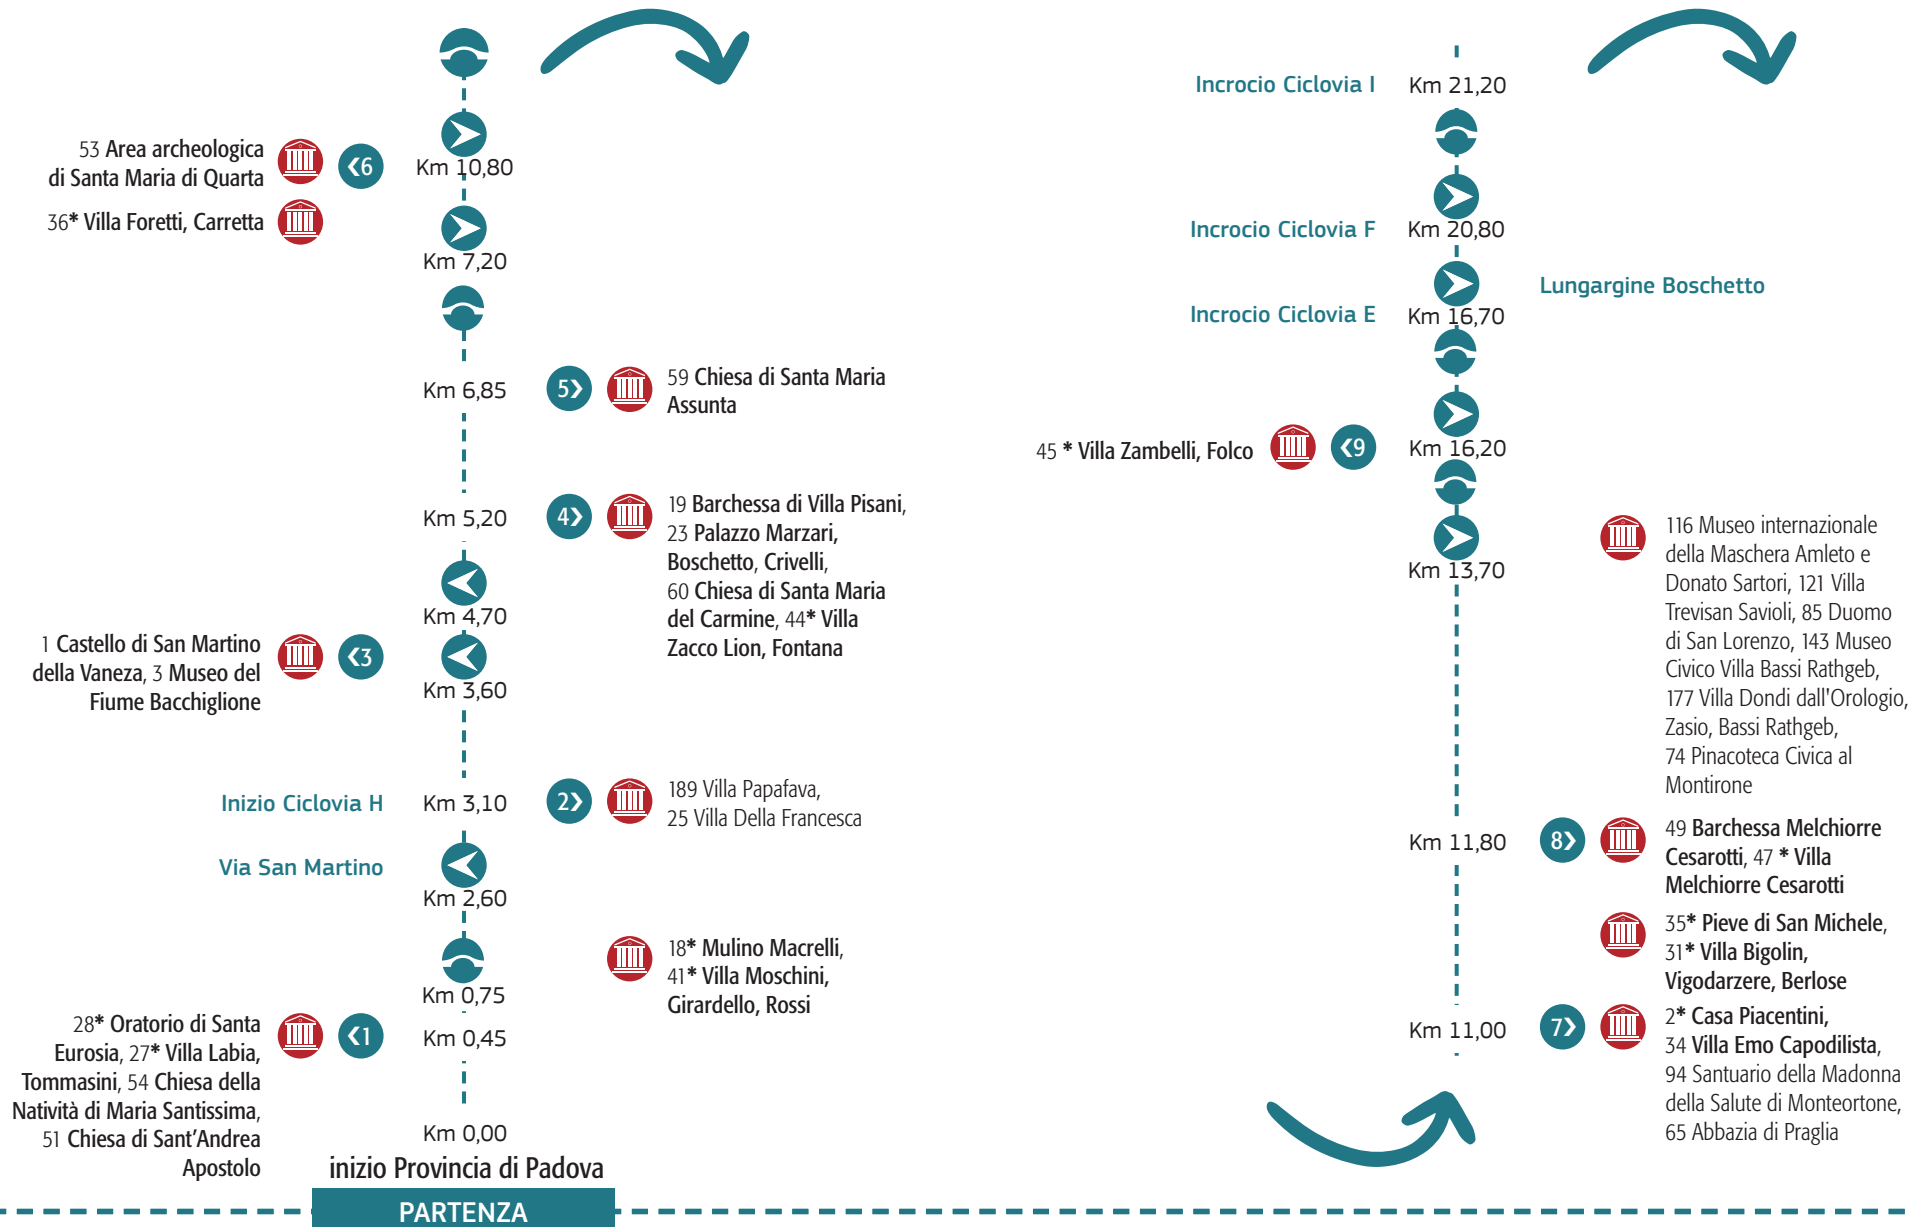 53 Area archeologica
di Santa Maria di Quarta
6
Km 10,80
36* Villa Foretti, Carretta
Km 7,20
Km 6,85
5
59 Chiesa di Santa Maria
Assunta
Km 5,20
4
19 Barchessa di Villa Pisani,
23 Palazzo Marzari,
Boschetto, Crivelli,
60 Chiesa di Santa Maria
del Carmine, 44* Villa
Zacco Lion, Fontana
Km 4,70
1 Castello di San Martino
della Vaneza, 3 Museo del
Fiume Bacchiglione
3
Km 3,60
Inizio Ciclovia H
Km 3,10
2
189 Villa Papafava,
25 Villa Della Francesca
Via San Martino
Km 2,60
18* Mulino Macrelli,
41* Villa Moschini,
Girardello, Rossi
Km 0,75
28* Oratorio di Santa
Eurosia, 27* Villa Labia,
Tommasini, 54 Chiesa della
Natività di Maria Santissima,
51 Chiesa di Sant'Andrea
Apostolo
1
Km 0,45
Km 0,00
inizio Provincia di Padova
PARTENZA
Incrocio Ciclovia I
Km 21,20
Incrocio Ciclovia F
Km 20,80
Lungargine Boschetto
Incrocio Ciclovia E
Km 16,70
45 * Villa Zambelli, Folco
9
Km 16,20
Km 13,70
116 Museo internazionale
della Maschera Amleto e
Donato Sartori, 121 Villa
Trevisan Savioli, 85 Duomo
di San Lorenzo, 143 Museo
Civico Villa Bassi Rathgeb,
177 Villa Dondi dall'Orologio,
Zasio, Bassi Rathgeb,
74 Pinacoteca Civica al
Montirone
Km 11,80
8
49 Barchessa Melchiorre
Cesarotti, 47 * Villa
Melchiorre Cesarotti
35* Pieve di San Michele,
31* Villa Bigolin,
Vigodarzere, Berlose
Km 11,00
7
2* Casa Piacentini,
34 Villa Emo Capodilista,
94 Santuario della Madonna
della Salute di Monteortone,
65 Abbazia di Praglia